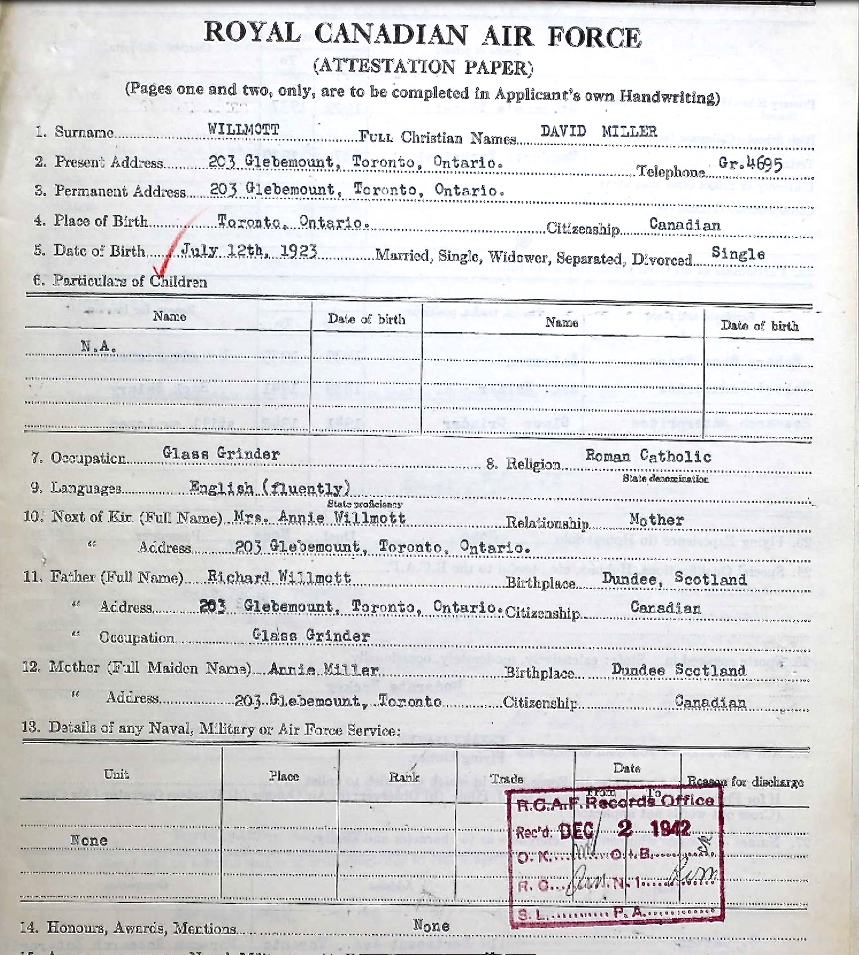 ROYAL CANADIAN AIR FORCE
(ATTESTATION PAPER)
(Pages one and two, only, are to be completed in Applicant's own Handwriting)
1. Surname WILLMOTT FULL Christian Names DAVID MILLER
2. Present Address 203 Glebemount, Toronto, Ontario. Telephone Gr.4695
3. Permanent Address 203 Glebemount, Toronto, Ontario.
4. Place of Birth Toronto, Ontario. Citizenship Canadian
5. Date of Birth July 12th, 1923 Married, Single, Widower, Separated, Divorced Single
6. Particulars of Children
Name Date of birth Name Date of birth
N.A.
7. Occupation Glass Grinder 8. Religion Roman Catholic
State denomination
9. Languages English (fluently)
State proficiency
10. Next of Kin (Full Name) Mrs. Annie Willmott Relationship Mother
" Address 203 Glebemount, Toronto, Ontario.
11. Father (Full Name) Richard Willmott Birthplace Dundee, Scotland
" Address 203 Glebemount, Toronto, Ontario. Citizenship Canadian
" Occupation Glass Grinder
12. Mother (Full Maiden Name) Annie Miller Birthplace Dundee Scotland
" Address 203 Glebemount, Toronto Citizenship Canadian
13. Details of any Naval, Military or Air Force Service:
Unit Place Rank Trade Date Reason for discharge
From To
R.C.A.F. Records Office
Rec'd. DEC 2 1942
None
O.K. O.I.B.
R.G. N.I.
S.L. P.A.
14. Honours, Awards, Mentions None